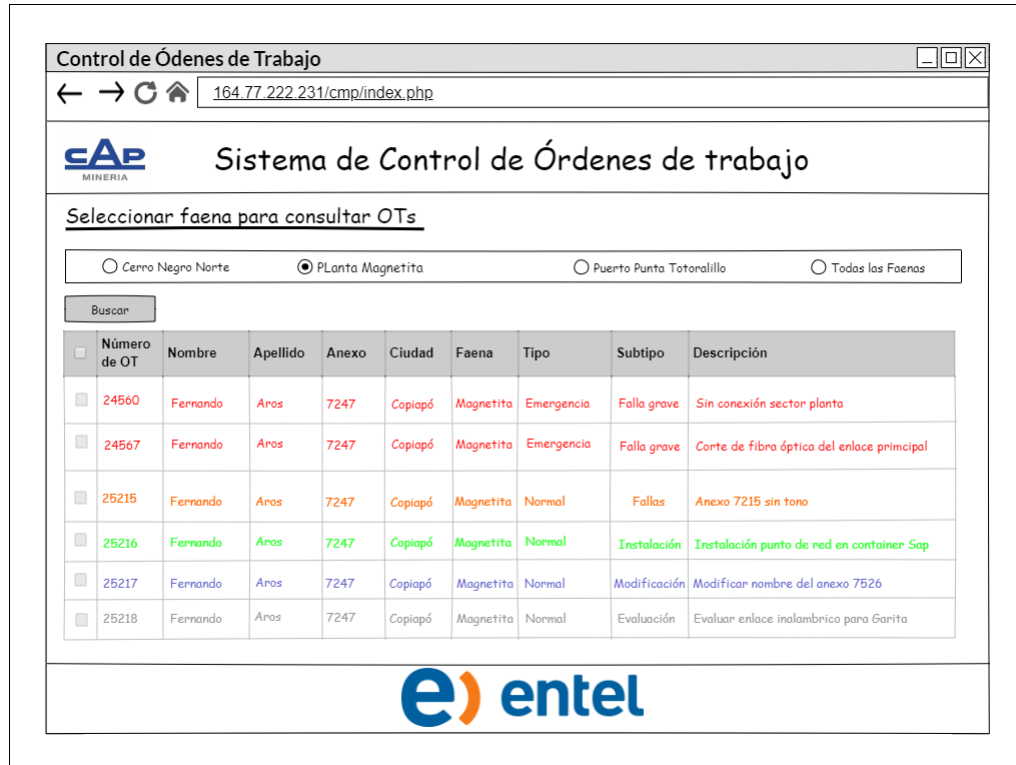 Control de Ódenes de Trabajo
164.77.222.231/cmp/index.php
CAP
MINERIA
Sistema de Control de Órdenes de trabajo
Seleccionar faena para consultar OTs
Cerro Negro Norte PLanta Magnetita Puerto Punta Totoralillo Todas las Faenas
Buscar
Número de OT Nombre Apellido Anexo Ciudad Faena Tipo Subtipo Descripción
24560 Fernando Aros 7247 Copiapó Magnetita Emergencia Falla grave Sin conexión sector planta
24567 Fernando Aros 7247 Copiapó Magnetita Emergencia Falla grave Corte de fibra óptica del enlace primcipal
25215 Fernando Aros 7247 Copiapó Magnetita Normal Fallas Anexo 7215 sin tono
25216 Fernando Aros 7247 Copiapó Magnetita Normal Instalación Instalación punto de red en container Sap
25217 Fernando Aros 7247 Copiapó Magnetita Normal Modificación Modificar nombre del anexo 7526
25218 Fernando Aros 7247 Copiapó Magnetita Normal Evaluación Evaluar enlace inalambrico para Garita
e) entel